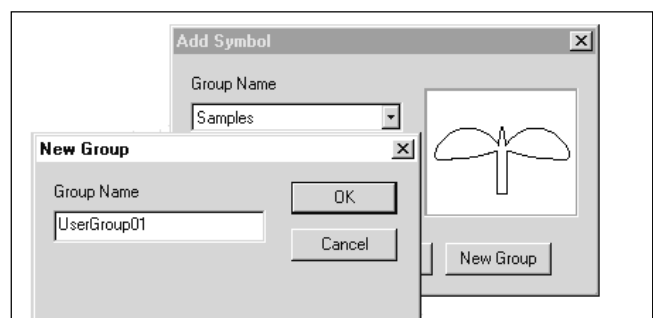 Add Symbol
Group Name
Samples
New Group
Group Name
OK
UserGroup01
Cancel
New Group